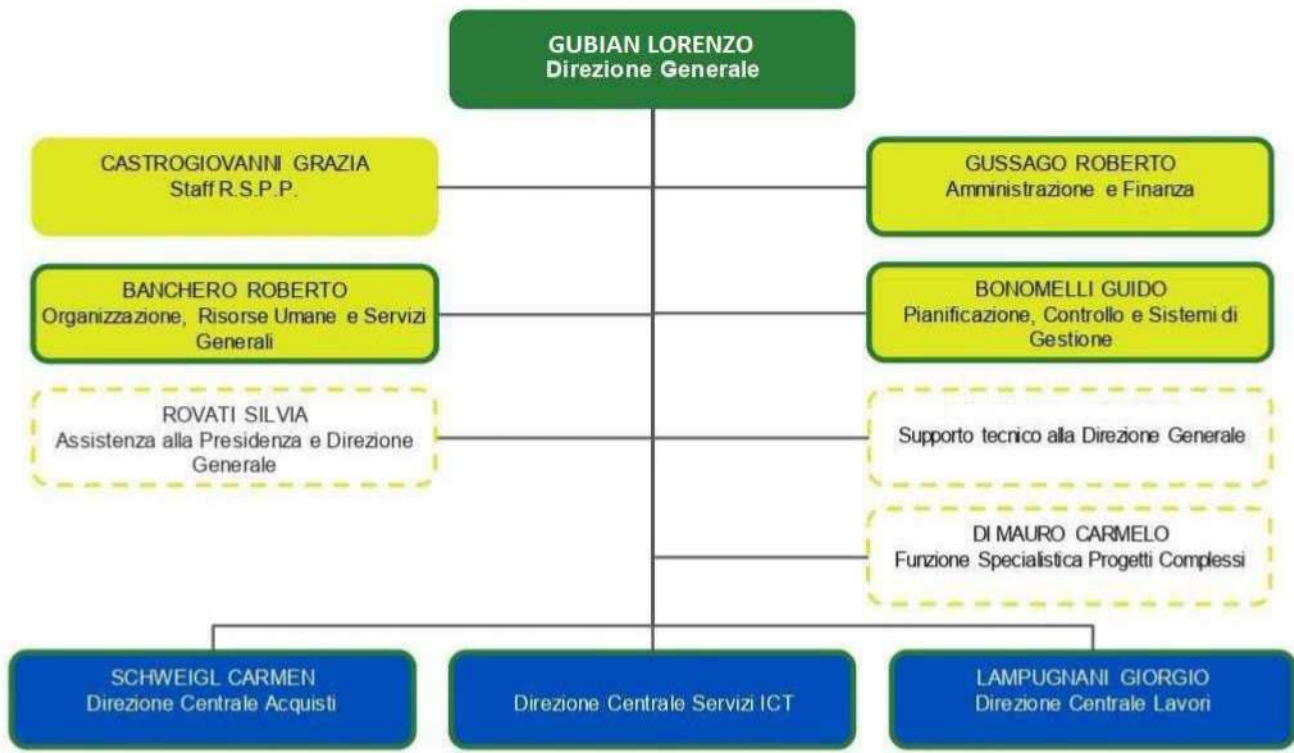 GUBIAN LORENZO
Direzione Generale
CASTROGIOVANNI GRAZIA
Staff R.S.P.P.
GUSSAGO ROBERTO
Amministrazione e Finanza
BANCHERO ROBERTO
Organizzazione, Risorse Umane e Servizi
Generali
BONOMELLI GUIDO
Pianificazione, Controllo e Sistemi di
Gestione
ROVATI SILVIA
Assistenza alla Presidenza e Direzione
Generale
Supporto tecnico alla Direzione Generale
DI MAURO CARMELO
Funzione Specialistica Progetti Complessi
SCHWEIGL CARMEN
Direzione Centrale Acquisti
Direzione Centrale Servizi ICT
LAMPUGNANI GIORGIO
Direzione Centrale Lavori